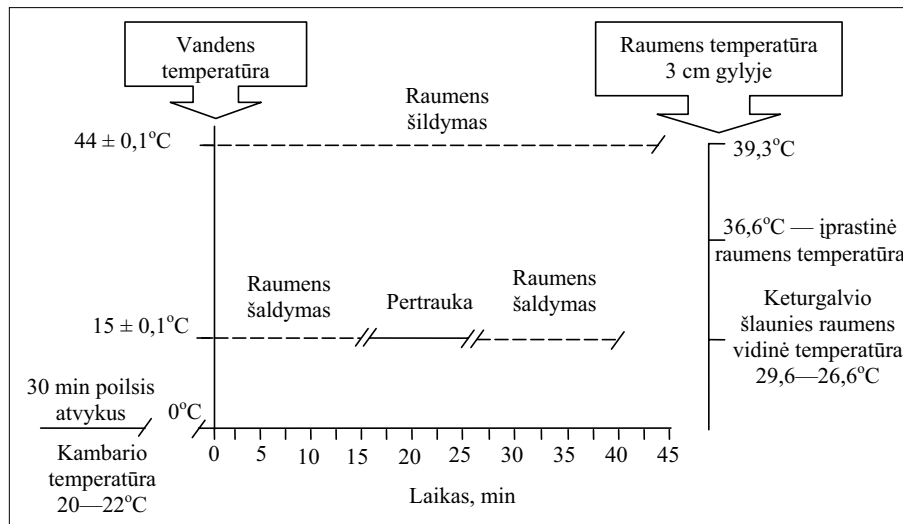 Vandens
temperatūra
Raumens temperatūra
3 cm gylyje
Raumens
šildymas
44 ± 0,1°C
39,3°C
36,6°C — įprastinė
raumens temperatūra
Raumens
šaldymas
Pertrauka
Raumens
šaldymas
15 ± 0,1°C
Keturgalvio
šlaunies raumens
vidinė temperatūra
29,6—26,6°C
30 min poilsis
atvykus
0°C
Kambario
temperatūra
20—22°C
0 5 10 15 20 25 30 35 40 45
Laikas, min